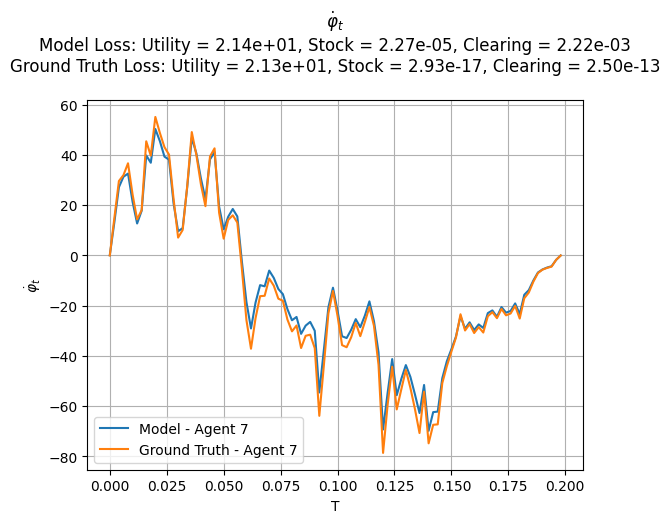 φ̇ₜ
Model Loss: Utility = 2.14e+01, Stock = 2.27e-05, Clearing = 2.22e-03
Ground Truth Loss: Utility = 2.13e+01, Stock = 2.93e-17, Clearing = 2.50e-13
60
40
20
0
−20
−40
−60
−80
φ̇ₜ
Model - Agent 7
Ground Truth - Agent 7
0.000 0.025 0.050 0.075 0.100 0.125 0.150 0.175 0.200
T